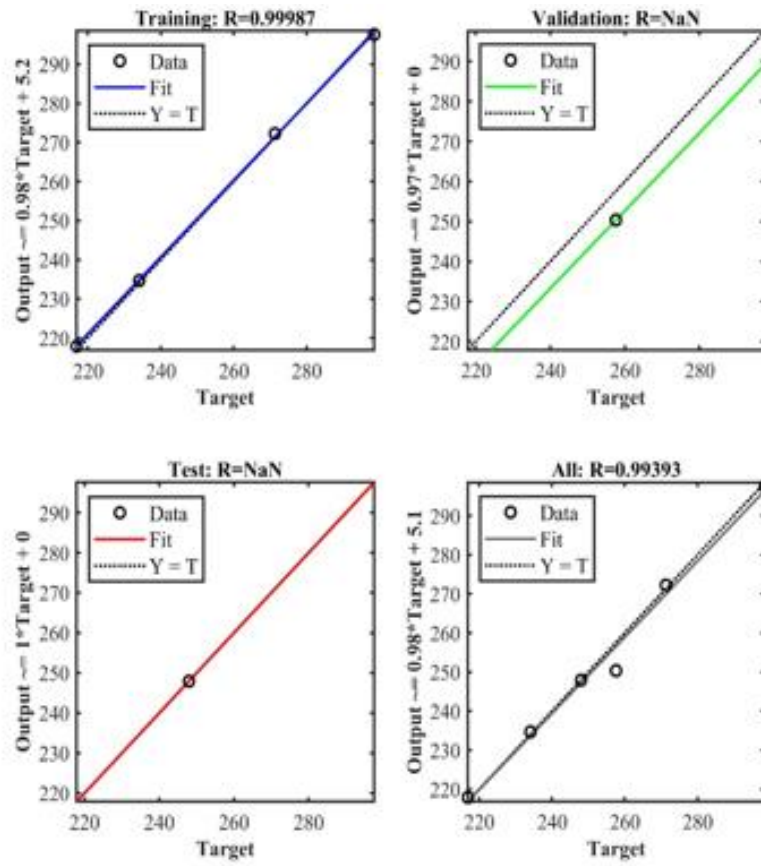 Training: R=0.99987
Output ~= 0.98*Target + 5.2
290
280
270
260
250
240
230
220
Data
Fit
Y = T
220 240 260 280
Target
Validation: R=NaN
Output ~= 0.97*Target + 0
290
280
270
260
250
240
230
220
Data
Fit
Y = T
220 240 260 280
Target
Test: R=NaN
Output ~= 1*Target + 0
290
280
270
260
250
240
230
220
Data
Fit
Y = T
220 240 260 280
Target
All: R=0.99393
Output ~= 0.98*Target + 5.1
290
280
270
260
250
240
230
220
Data
Fit
Y = T
220 240 260 280
Target